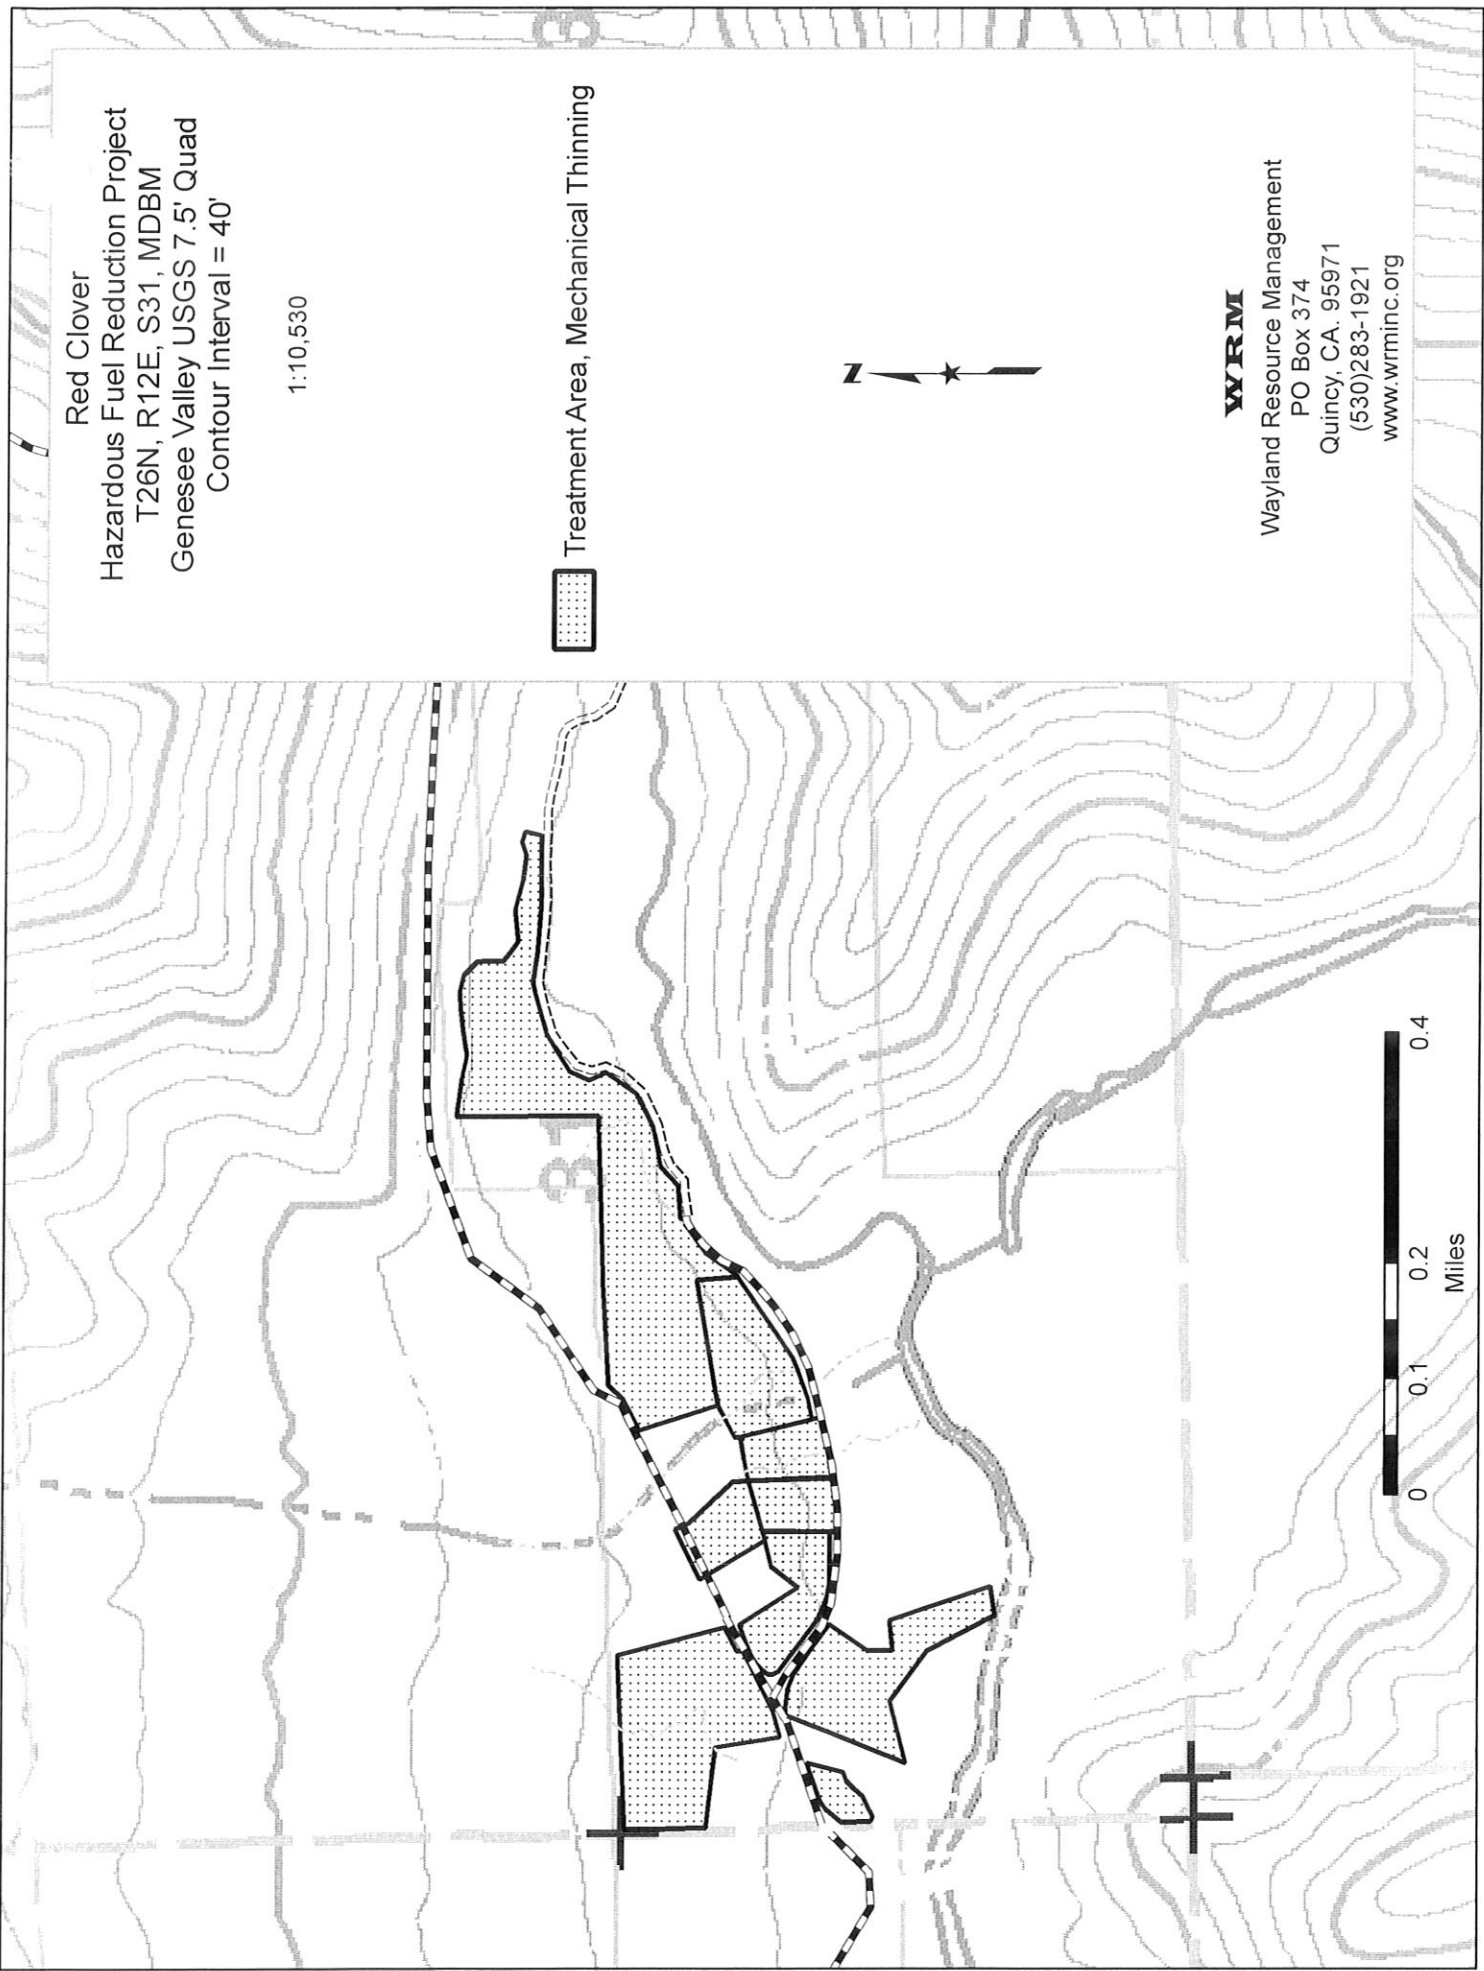 Red Clover
Hazardous Fuel Reduction Project
T26N, R12E, S31, MDBM
Genesee Valley USGS 7.5' Quad
Contour Interval = 40'
1:10,530
Treatment Area, Mechanical Thinning
N
WRM
Wayland Resource Management
PO Box 374
Quincy, CA. 95971
(530)283-1921
www.wrminc.org
31
0 0.1 0.2 0.4
Miles